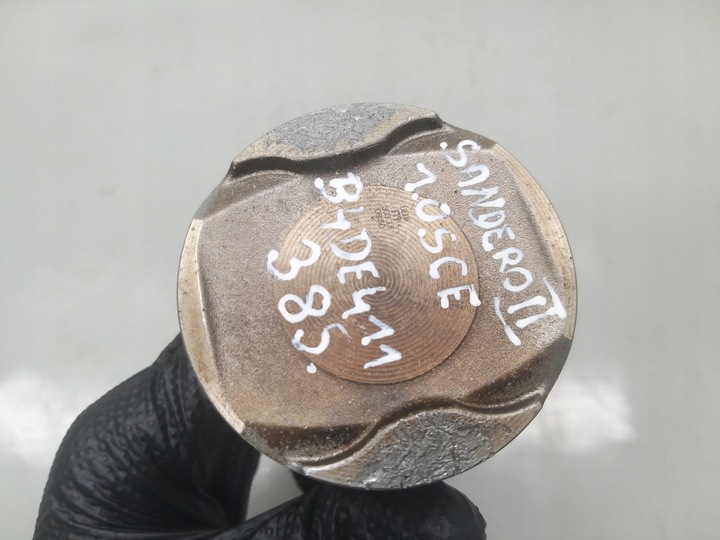 SANDERO II
1.0SCE
B4DE411
385.